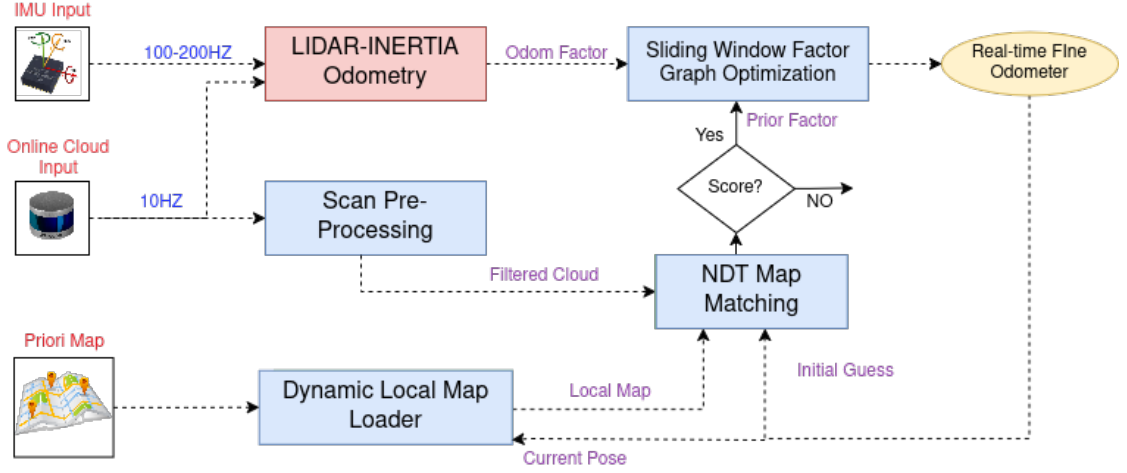 IMU Input
100-200HZ
LIDAR-INERTIA
Odometry
Odom Factor
Sliding Window Factor
Graph Optimization
Real-time FIne
Odometer
Prior Factor
Yes
Online Cloud
Input
10HZ
Scan Pre-
Processing
Score?
NO
Filtered Cloud
NDT Map
Matching
Priori Map
Dynamic Local Map
Loader
Local Map
Initial Guess
Current Pose